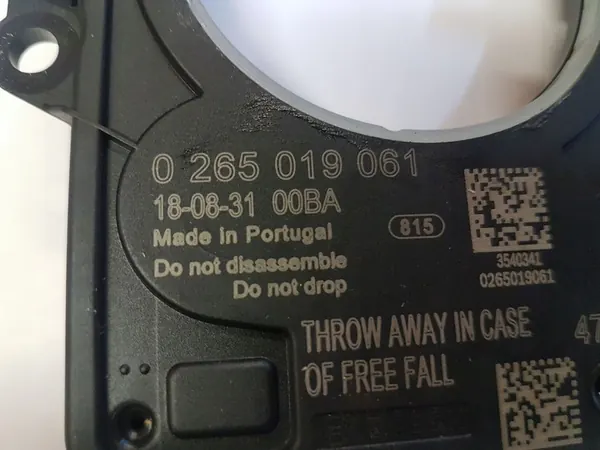 0 265 019 061
18-08-31 00BA
Made in Portugal
815
Do not disassemble
Do not drop
3540341
0265019061
THROW AWAY IN CASE
OF FREE FALL
47